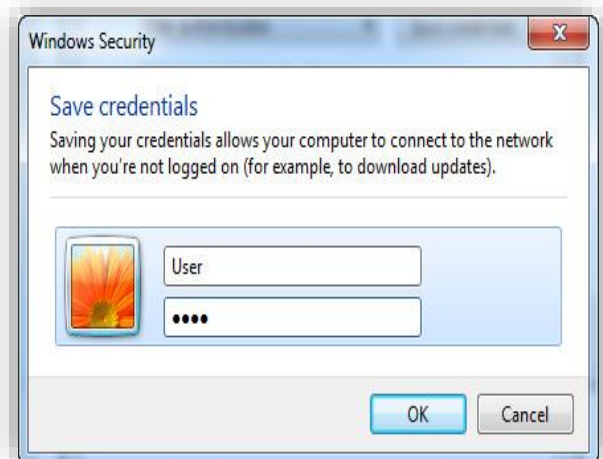 Windows Security
Save credentials
Saving your credentials allows your computer to connect to the network
when you're not logged on (for example, to download updates).
User
••••
OK
Cancel